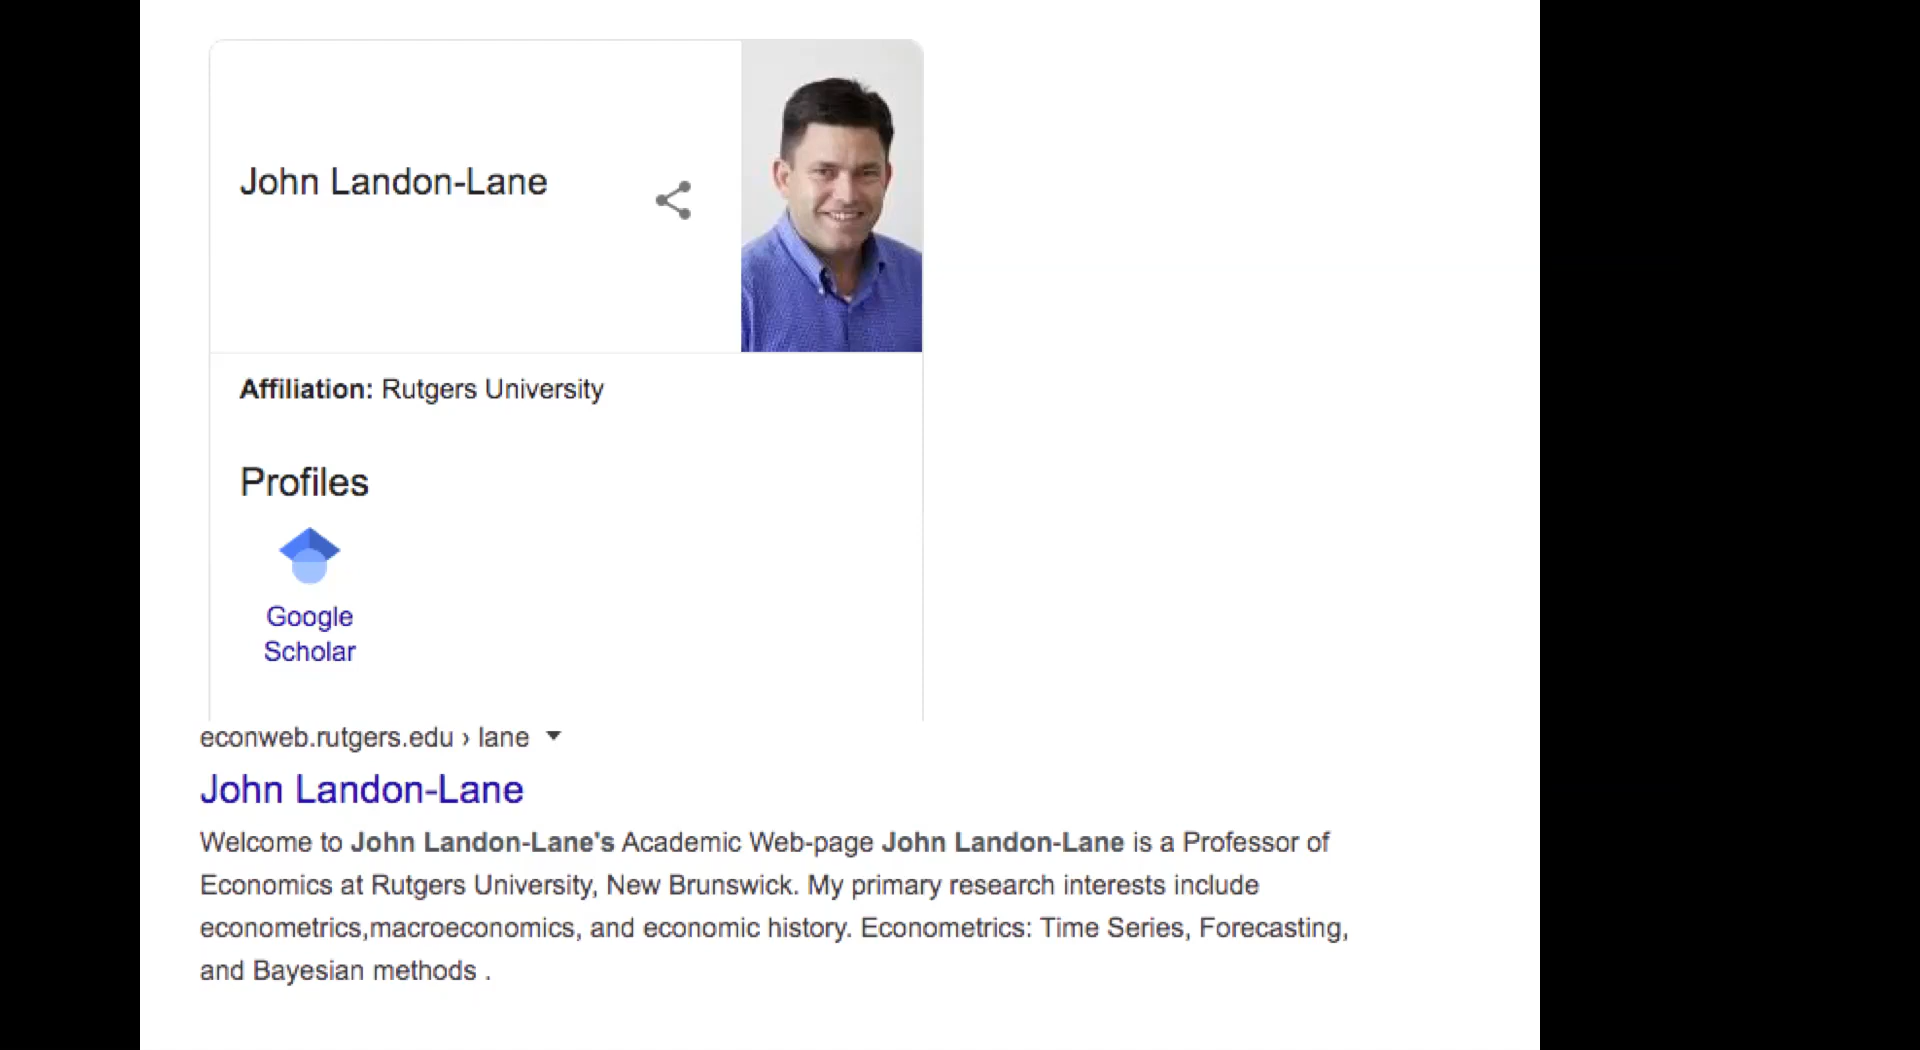 John Landon-Lane
Affiliation: Rutgers University
Profiles
Google
Scholar
econweb.rutgers.edu › lane
John Landon-Lane
Welcome to John Landon-Lane's Academic Web-page John Landon-Lane is a Professor of
Economics at Rutgers University, New Brunswick. My primary research interests include
econometrics,macroeconomics, and economic history. Econometrics: Time Series, Forecasting,
and Bayesian methods .